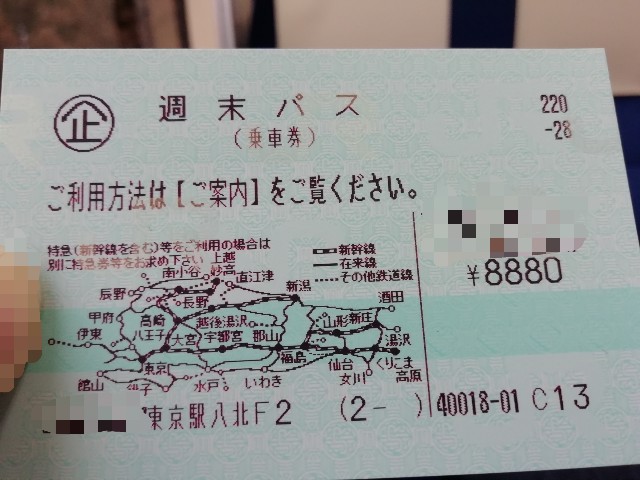 企 週末パス 220
(乗車券) -28
ご利用方法は【ご案内】をご覧ください。
特急(新幹線を含む)等をご利用の場合は
別に特急券等をお求め下さい
新幹線
在来線
その他鉄道線
¥8880
上越
妙高
南小谷
直江津
辰野
長野
新潟
酒田
甲府
高崎
越後湯沢
山形
新庄
伊東
八王子
大宮
宇都宮
郡山
湯沢
福島
東京
仙台
くりこま
高原
館山
水戸
いわき
女川
東京駅八北F2 (2- ) 40018-01 C13